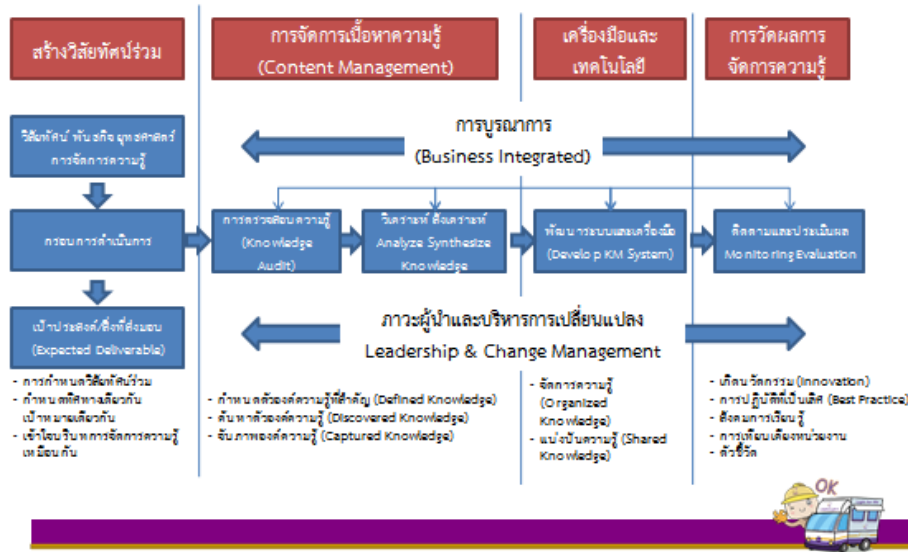 สร้างวิสัยทัศน์ร่วม
การจัดการเนื้อหาความรู้
(Content Management)
เครื่องมือและ
เทคโนโลยี
การวัดผลการ
จัดการความรู้
วิสัยทัศน์ พันธกิจ ยุทธศาสตร์
การจัดการความรู้
การบูรณาการ
(Business Integrated)
กรอบการดำเนินการ
การตรวจสอบความรู้
(Knowledge
Audit)
วิเคราะห์ สังเคราะห์
Analyze Synthesize
Knowledge
พัฒนาระบบและเครื่องมือ
(Develop KM System)
ติดตามและประเมินผล
Monitoring Evaluation
เป้าประสงค์/สิ่งที่ส่งมอบ
(Expected Deliverable)
ภาวะผู้นำและบริหารการเปลี่ยนแปลง
Leadership & Change Management
- การกำหนดวิสัยทัศน์ร่วม
- กำหนดทิศทางเดียวกัน
เป้าหมายเดียวกัน
- เข้าใจบริบทการจัดการความรู้
เหมือนกัน
- กำหนดตัวองค์ความรู้ที่สำคัญ (Defined Knowledge)
- ค้นหาตัวองค์ความรู้ (Discovered Knowledge)
- จับภาพองค์ความรู้ (Captured Knowledge)
- จัดการความรู้
(Organized
Knowledge)
- แบ่งปันความรู้ (Shared
Knowledge)
- เกิดนวัตกรรม (Innovation)
- การปฏิบัติที่เป็นเลิศ (Best Practice)
- สังคมการเรียนรู้
- การเทียบเคียงหน่วยงาน
- ตัวชี้วัด
OK